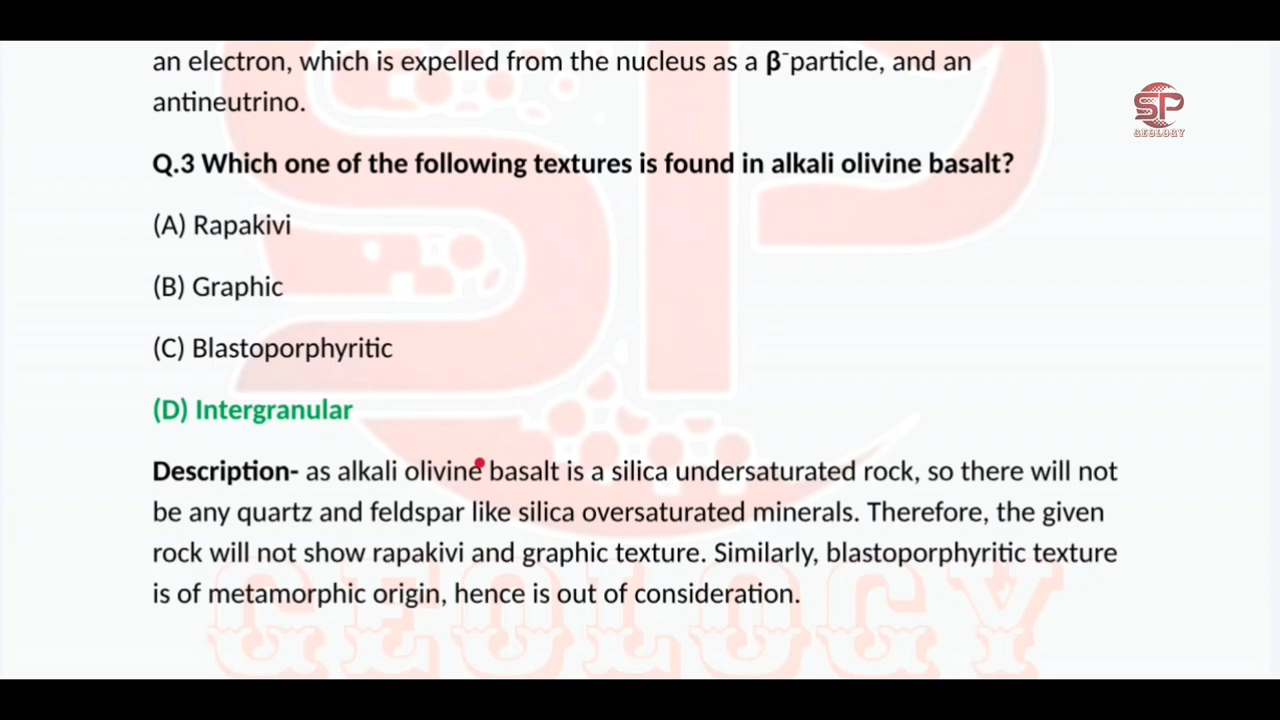 an electron, which is expelled from the nucleus as a β⁻particle, and an
antineutrino.
SP
GEOLOGY
Q.3 Which one of the following textures is found in alkali olivine basalt?
(A) Rapakivi
(B) Graphic
(C) Blastoporphyritic
(D) Intergranular
Description- as alkali olivine basalt is a silica undersaturated rock, so there will not
be any quartz and feldspar like silica oversaturated minerals. Therefore, the given
rock will not show rapakivi and graphic texture. Similarly, blastoporphyritic texture
is of metamorphic origin, hence is out of consideration.
GEOLOGY